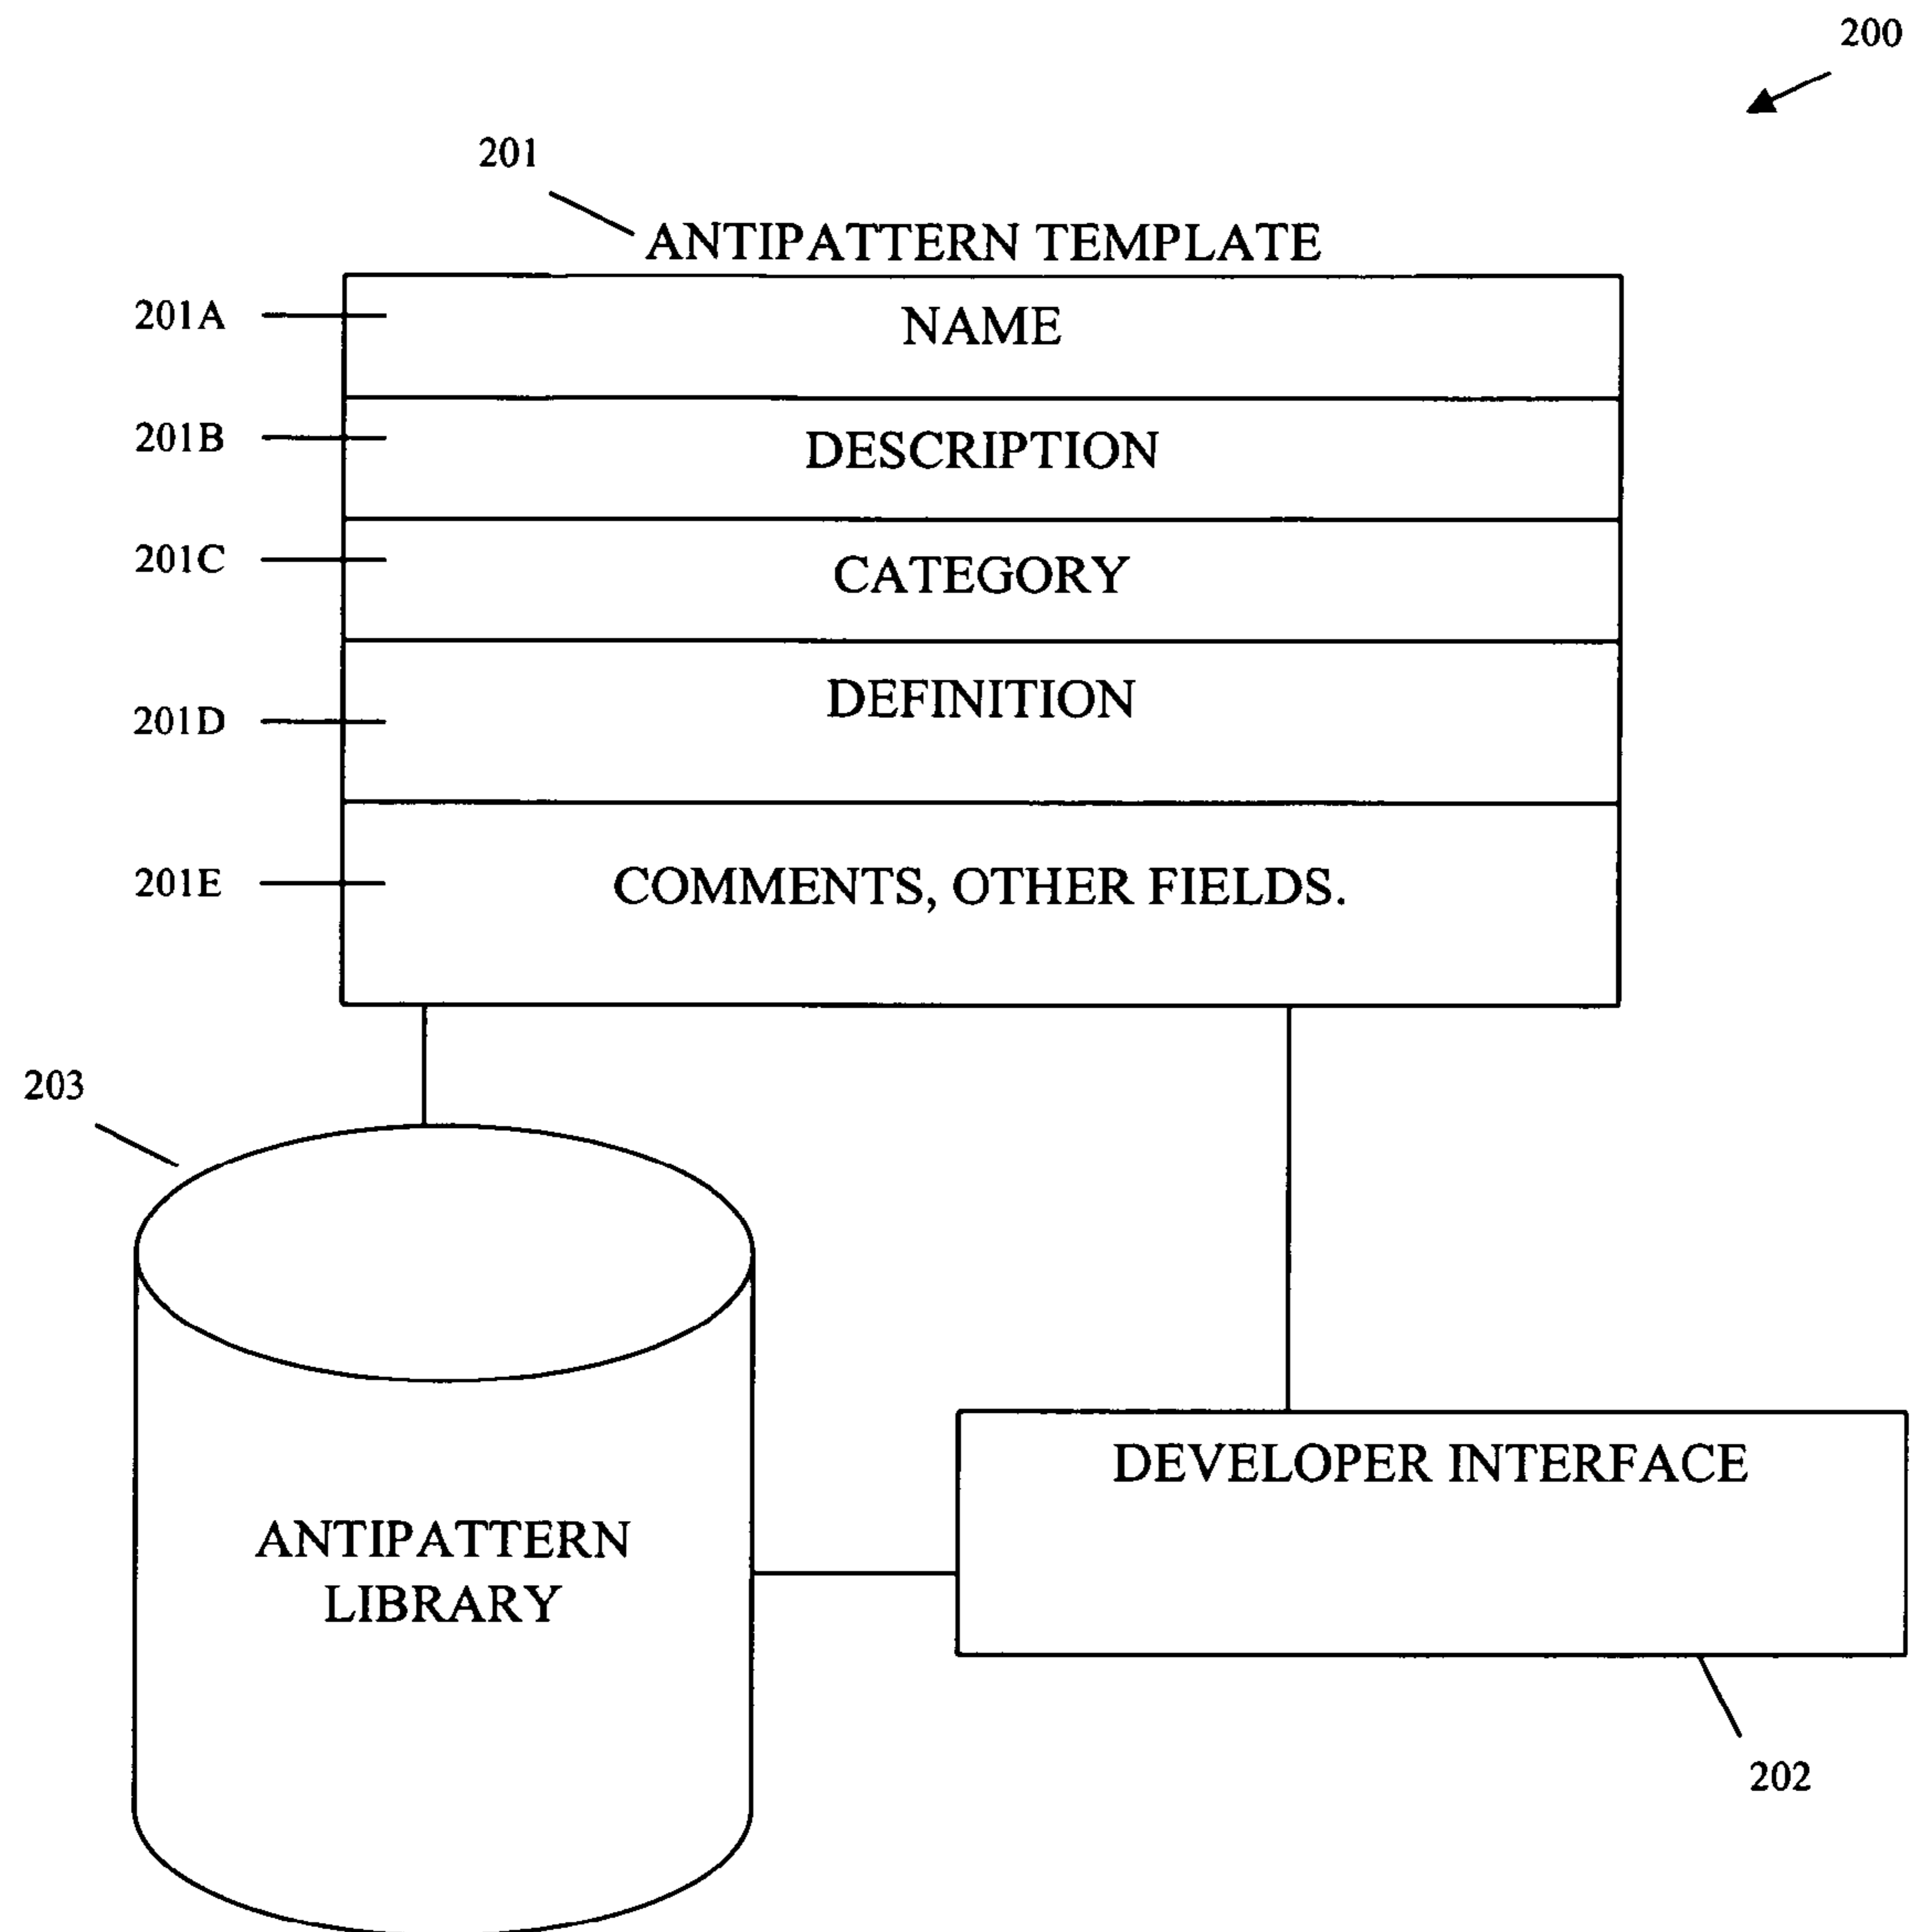 200
201
ANTIPATTERN TEMPLATE
201A
NAME
201B
DESCRIPTION
201C
CATEGORY
201D
DEFINITION
201E
COMMENTS, OTHER FIELDS.
203
ANTIPATTERN
LIBRARY
DEVELOPER INTERFACE
202